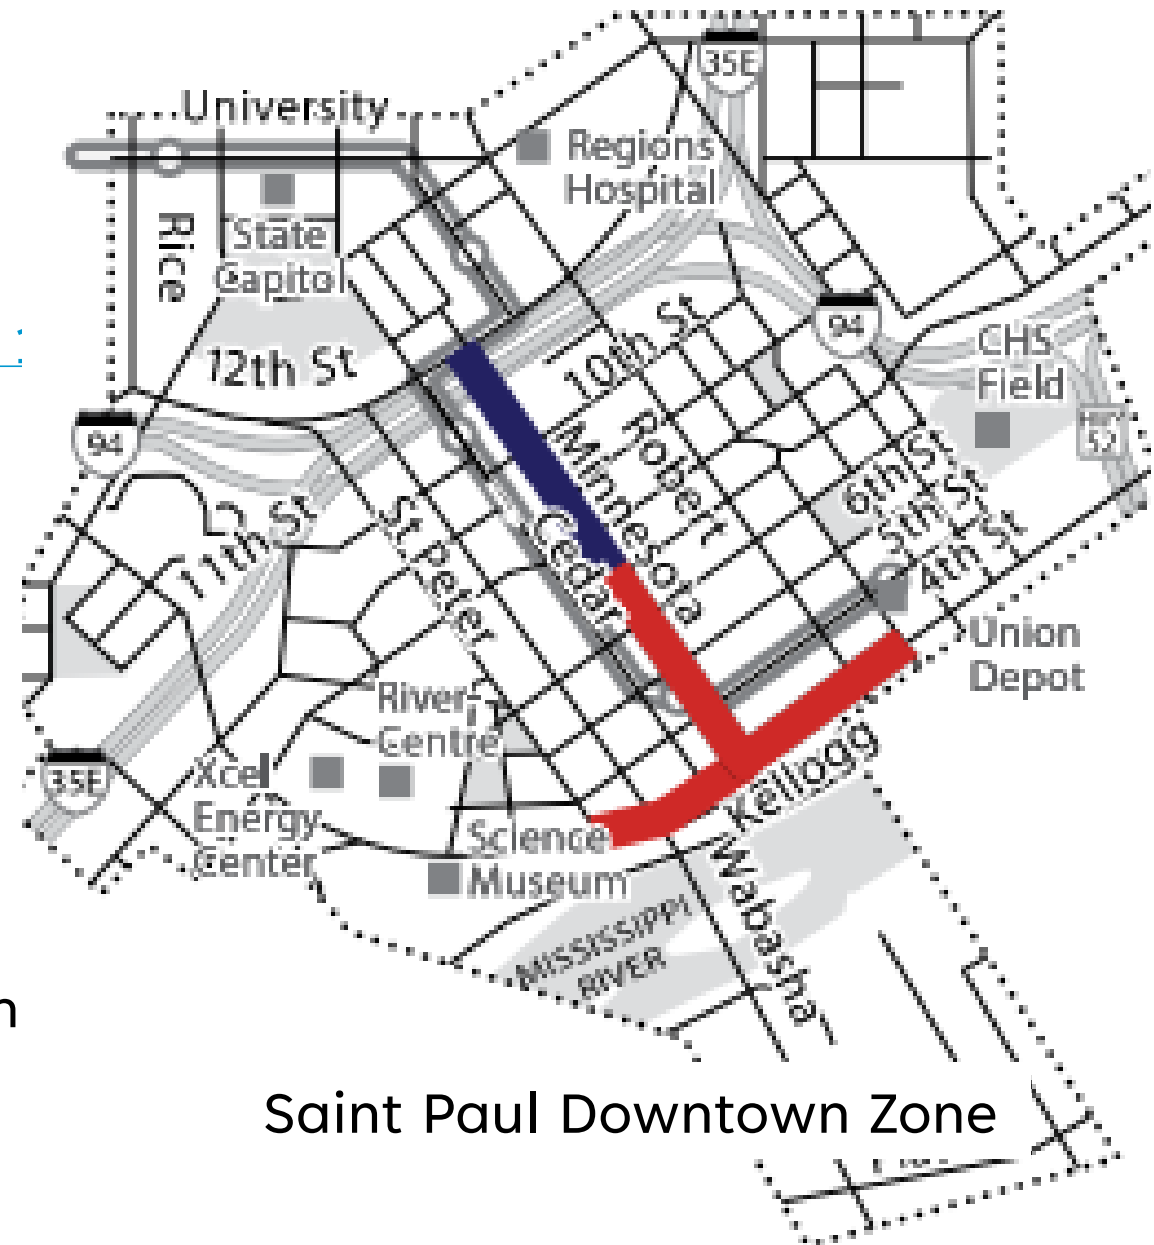 35E
University
Regions
Hospital
Rice
State
Capitol
10th St
94
CHS
Field
12th St
94
Robert
Minnesota
52
6th St
5th St
4th St
11th St
St Peter
Cedar
Union
Depot
River
Centre
35E
Xcel
Energy
Center
Kellogg
Science
Museum
Wabasha
MISSISSIPPI
RIVER
n
Saint Paul Downtown Zone